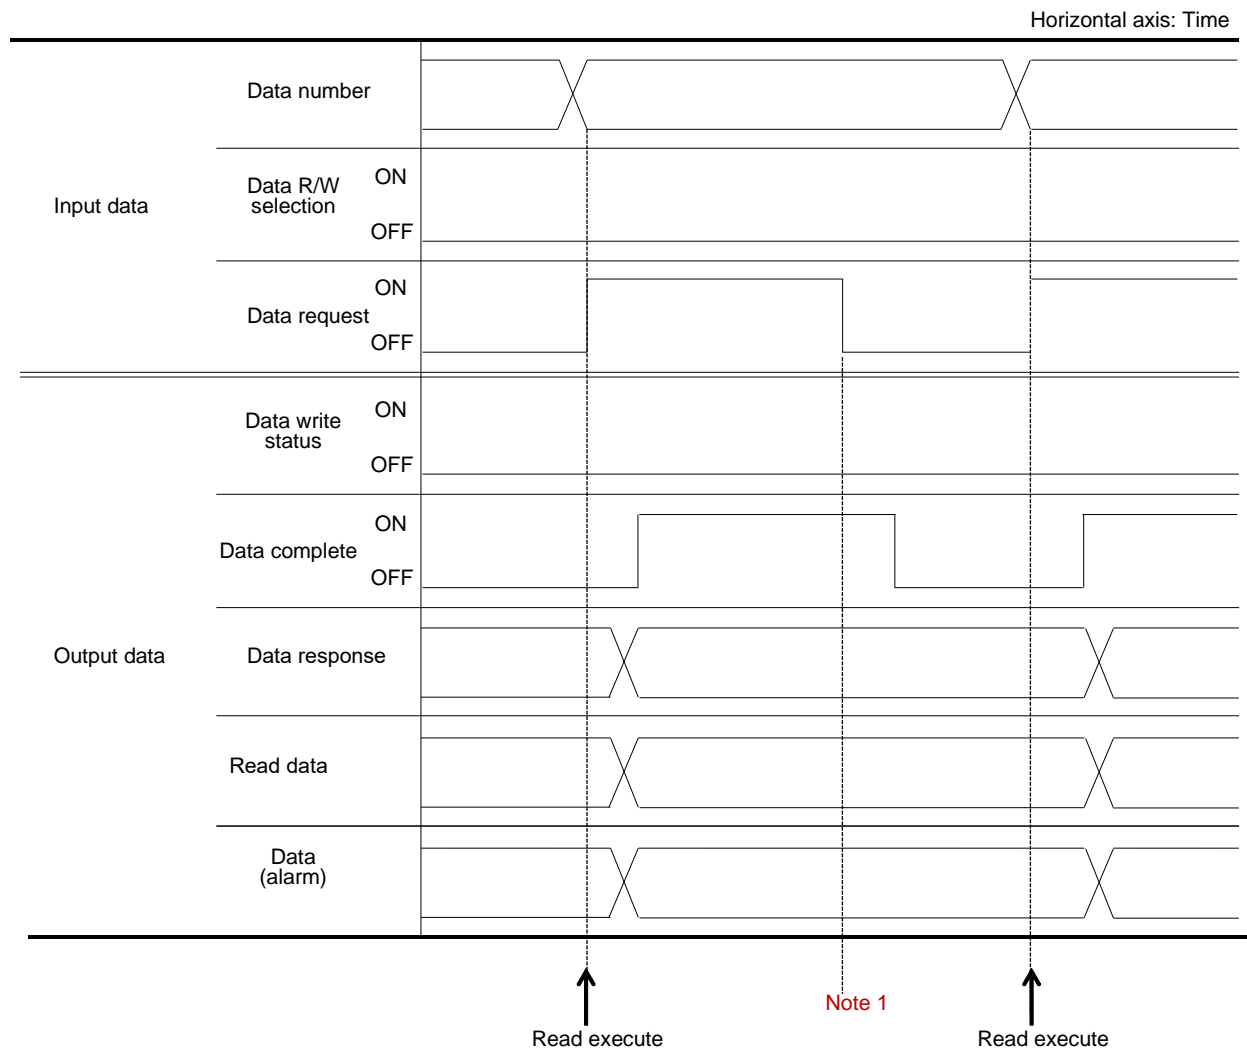 Horizontal axis: Time
Data number
Input data
Data R/W
selection
ON
OFF
Data request
ON
OFF
Data write
status
ON
OFF
Data complete
ON
OFF
Output data
Data response
Read data
Data
(alarm)
Note 1
Read execute
Read execute